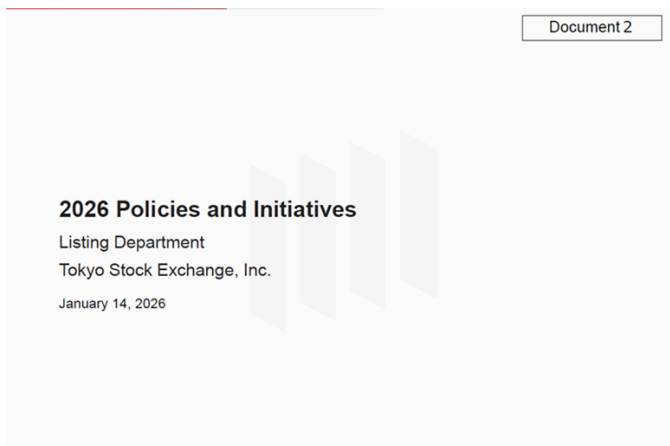 Document 2
2026 Policies and Initiatives
Listing Department
Tokyo Stock Exchange, Inc.
January 14, 2026